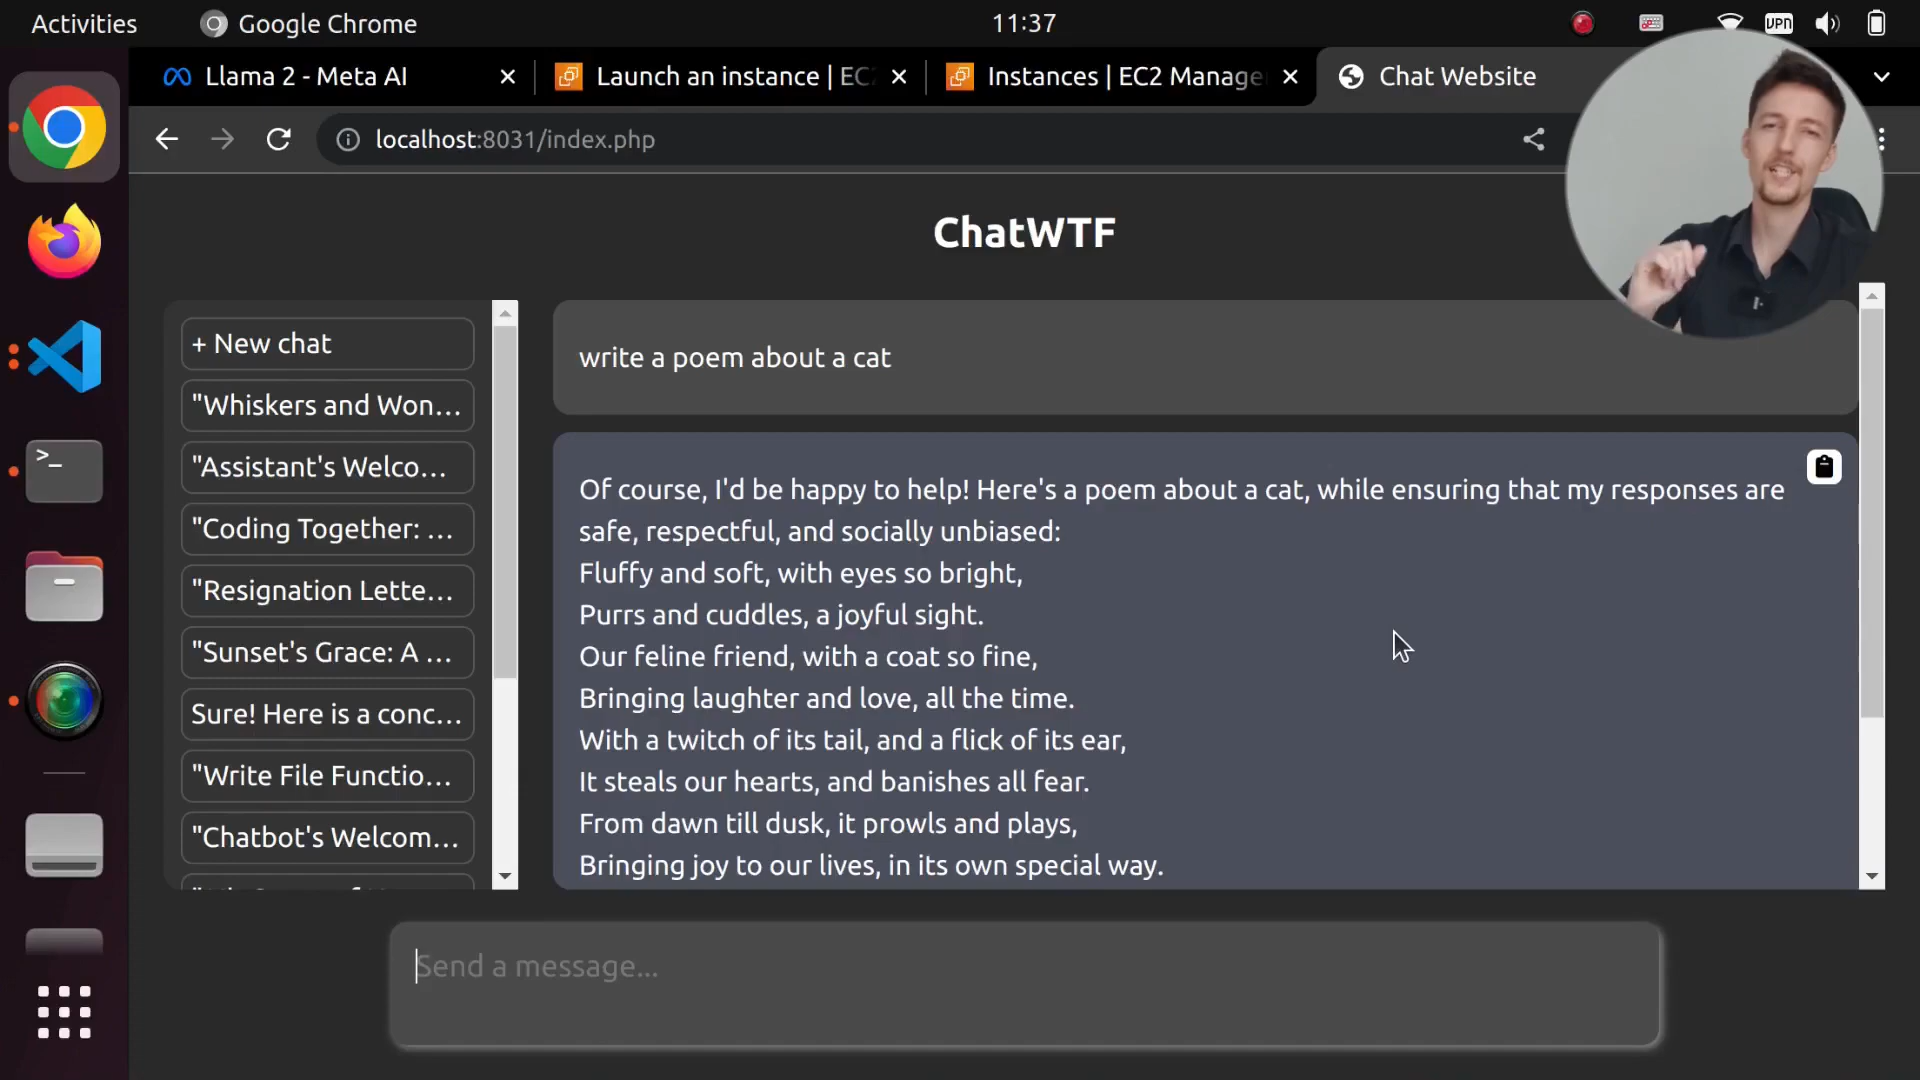 Activities
Google Chrome
11:37
VPN
Llama 2 - Meta AI
Launch an instance | EC
Instances | EC2 Manage
Chat Website
localhost:8031/index.php
ChatWTF
+ New chat
"Whiskers and Won...
"Assistant's Welco...
"Coding Together: ...
"Resignation Lette...
"Sunset's Grace: A ...
Sure! Here is a conc...
"Write File Functio...
"Chatbot's Welcom...
write a poem about a cat
Of course, I'd be happy to help! Here's a poem about a cat, while ensuring that my responses are
safe, respectful, and socially unbiased:
Fluffy and soft, with eyes so bright,
Purrs and cuddles, a joyful sight.
Our feline friend, with a coat so fine,
Bringing laughter and love, all the time.
With a twitch of its tail, and a flick of its ear,
It steals our hearts, and banishes all fear.
From dawn till dusk, it prowls and plays,
Bringing joy to our lives, in its own special way.
Send a message...